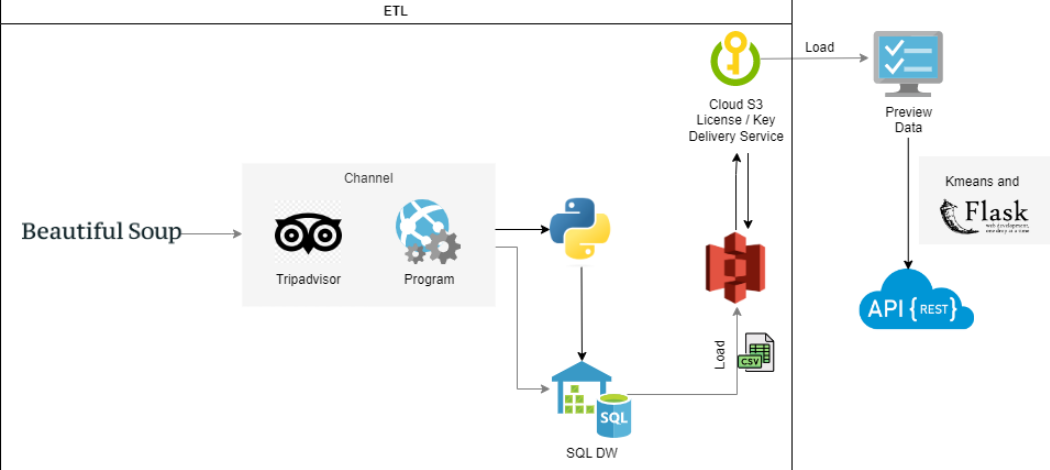 ETL
Beautiful Soup
Channel
Tripadvisor
Program
SQL
SQL DW
Load
CSV
Cloud S3
License / Key
Delivery Service
Load
Preview
Data
Kmeans and
Flask
web development,
one drop at a time
API {REST}